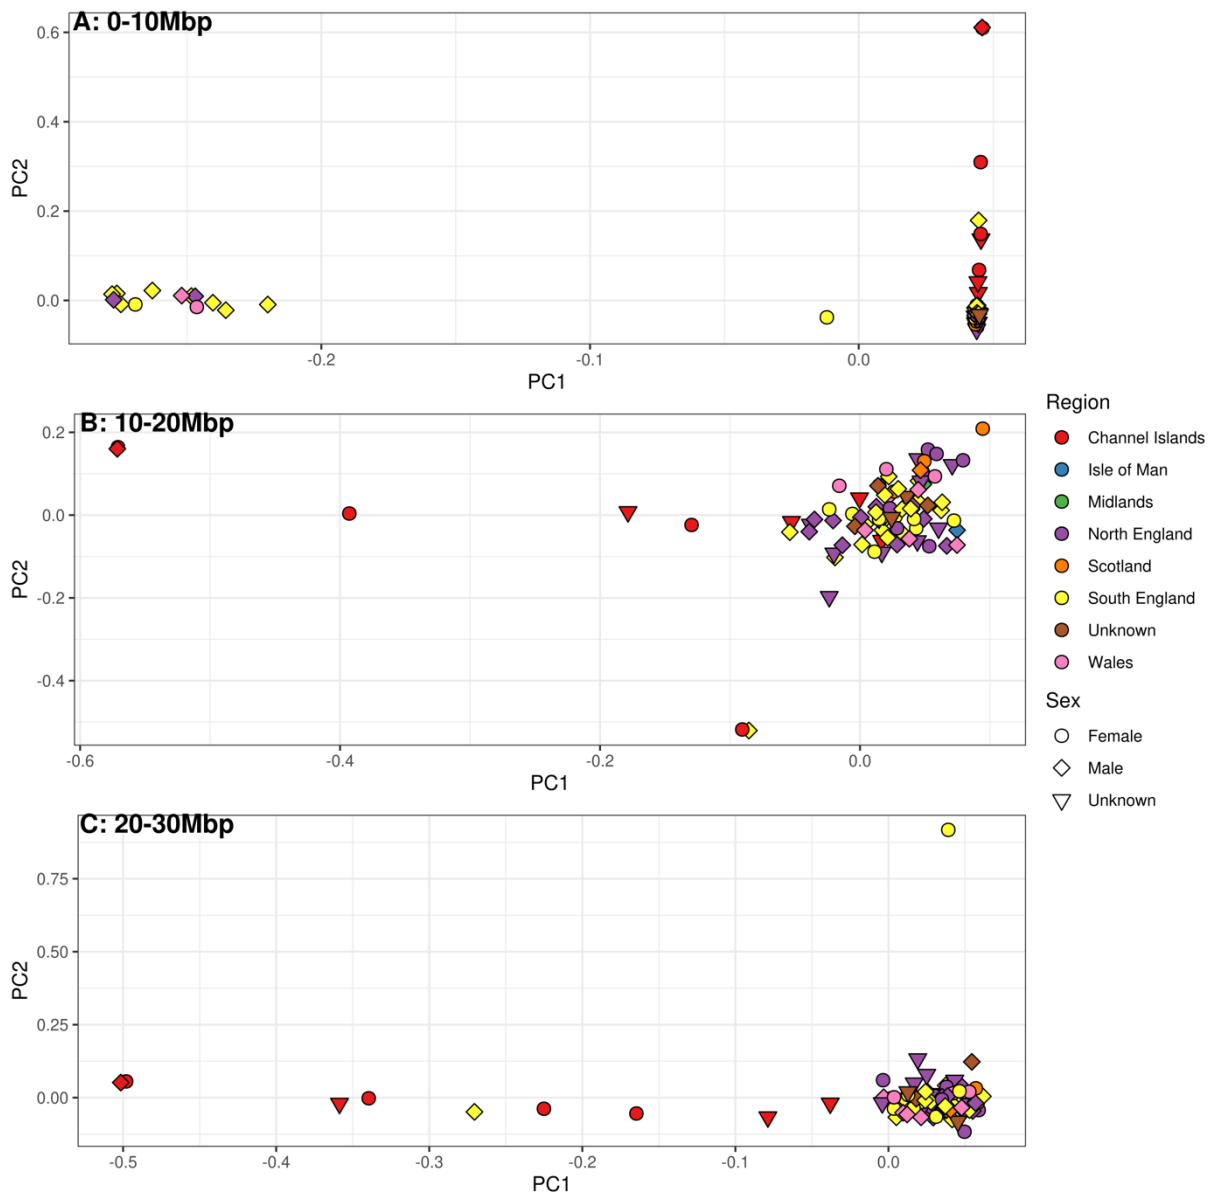 A: 0-10Mbp
0.6
0.4
0.2
0.0
PC2
-0.2
-0.1
0.0
PC1
B: 10-20Mbp
0.2
0.0
-0.2
-0.4
PC2
-0.6
-0.4
-0.2
0.0
PC1
C: 20-30Mbp
0.75
0.50
0.25
0.00
PC2
-0.5
-0.4
-0.3
-0.2
-0.1
0.0
PC1
Region
Channel Islands
Isle of Man
Midlands
North England
Scotland
South England
Unknown
Wales
Sex
Female
Male
Unknown